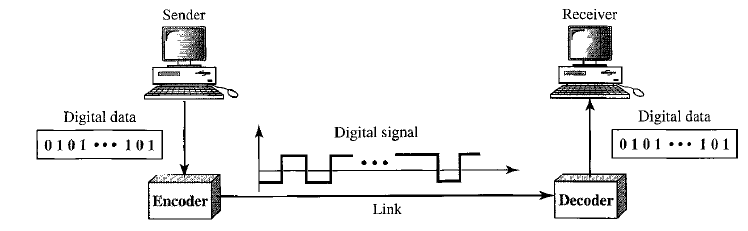 Sender
Receiver
Digital data
0 1 0 1 ••• 1 0 1
Digital signal
•••
Digital data
0 1 0 1 ••• 1 0 1
Encoder
Link
Decoder